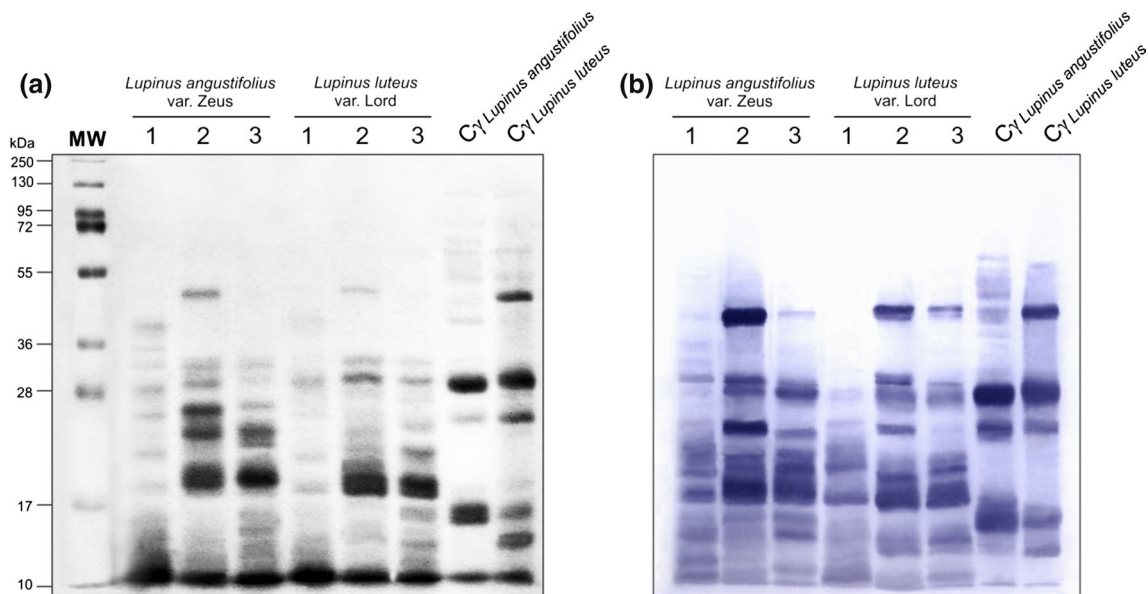 (a)
Lupinus angustifolius
var. Zeus
Lupinus luteus
var. Lord
Cγ Lupinus angustifolius
Cγ Lupinus luteus
kDa
MW 1 2 3 1 2 3
250
130
95
72
55
36
28
17
10
(b)
Lupinus angustifolius
var. Zeus
Lupinus luteus
var. Lord
Cγ Lupinus angustifolius
Cγ Lupinus luteus
1 2 3 1 2 3